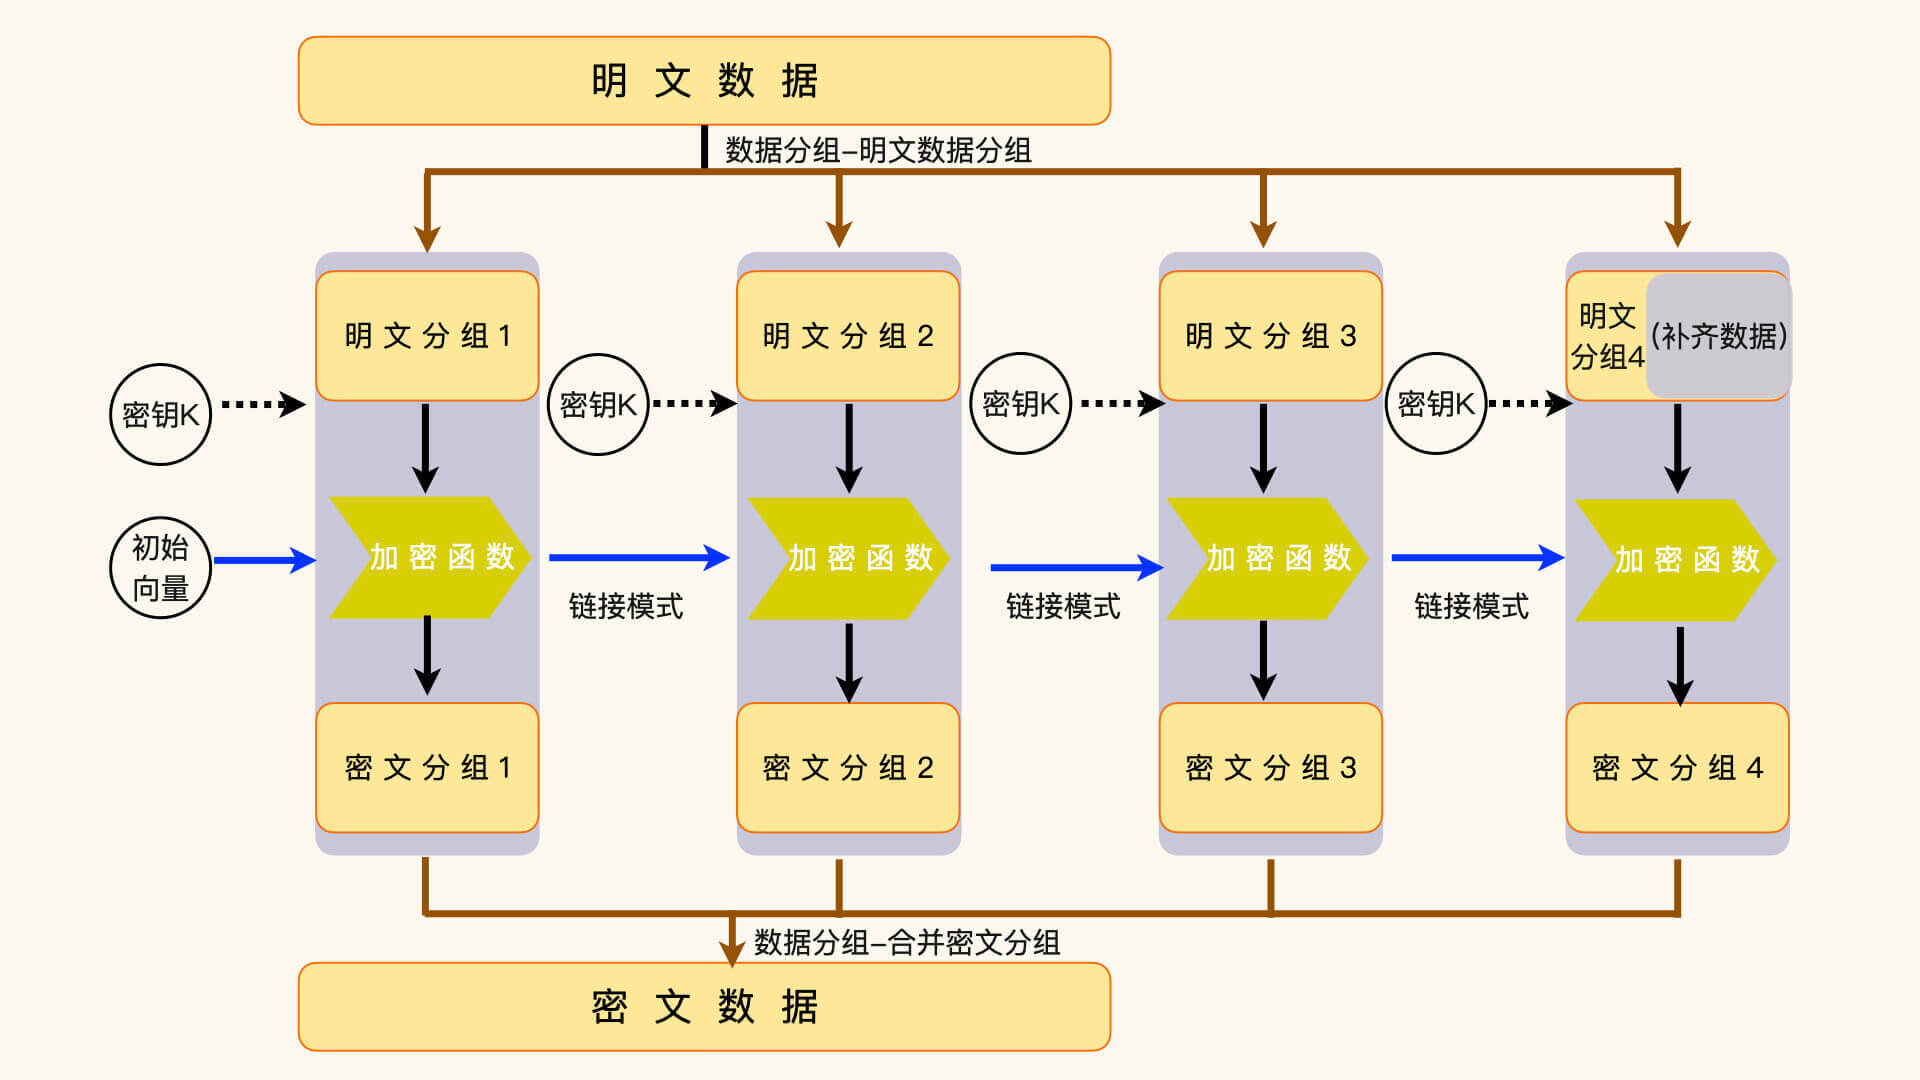 明文数据
数据分组-明文数据分组
明文分组1
明文分组2
明文分组3
明文
分组4
(补齐数据)
密钥K
密钥K
密钥K
密钥K
初始
向量
加密函数
加密函数
加密函数
加密函数
链接模式
链接模式
链接模式
密文分组1
密文分组2
密文分组3
密文分组4
数据分组-合并密文分组
密文数据